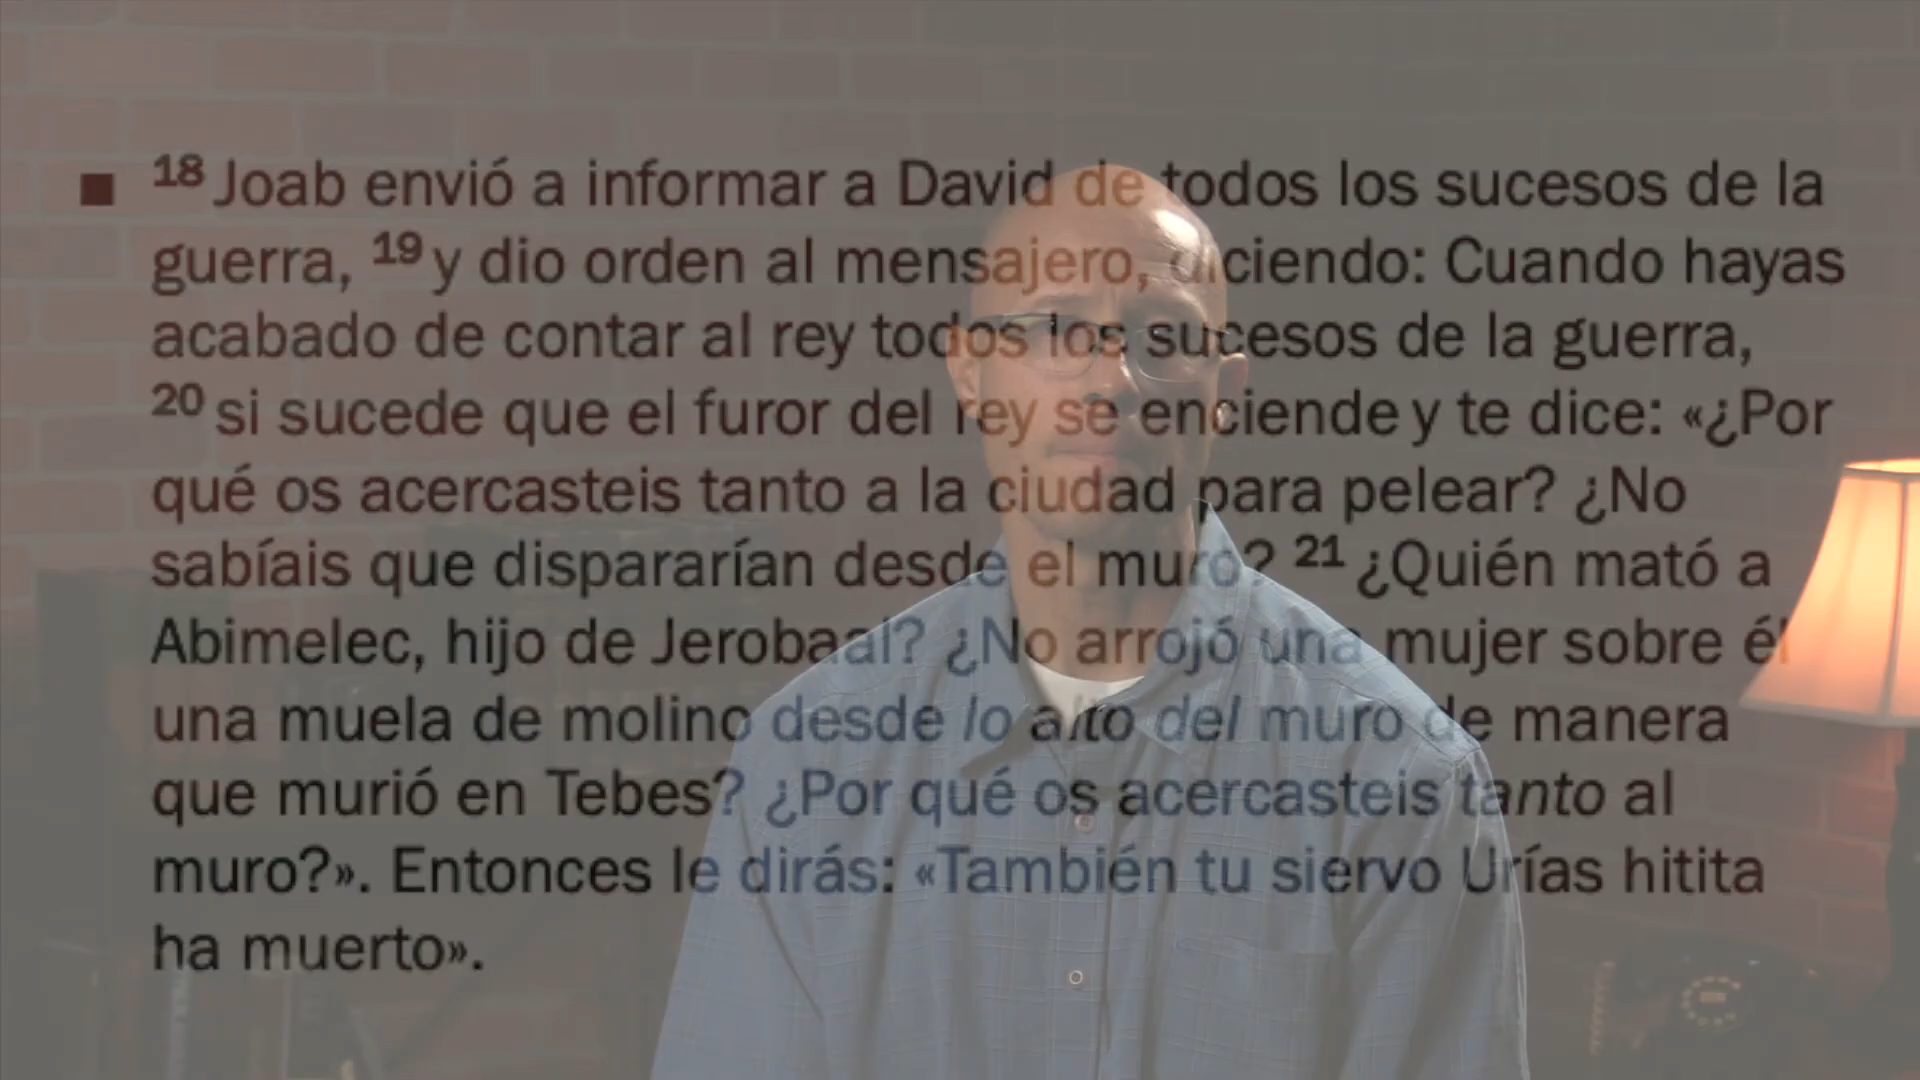 ■ 18 Joab envió a informar a David de todos los sucesos de la
guerra, 19 y dio orden al mensajero, diciendo: Cuando hayas
acabado de contar al rey todos los sucesos de la guerra,
20 si sucede que el furor del rey se enciende y te dice: «¿Por
qué os acercasteis tanto a la ciudad para pelear? ¿No
sabíais que dispararían desde el muro? 21 ¿Quién mató a
Abimelec, hijo de Jerobaal? ¿No arrojó una mujer sobre él
una muela de molino desde lo alto del muro de manera
que murió en Tebes? ¿Por qué os acercasteis tanto al
muro?». Entonces le dirás: «También tu siervo Urías hitita
ha muerto».